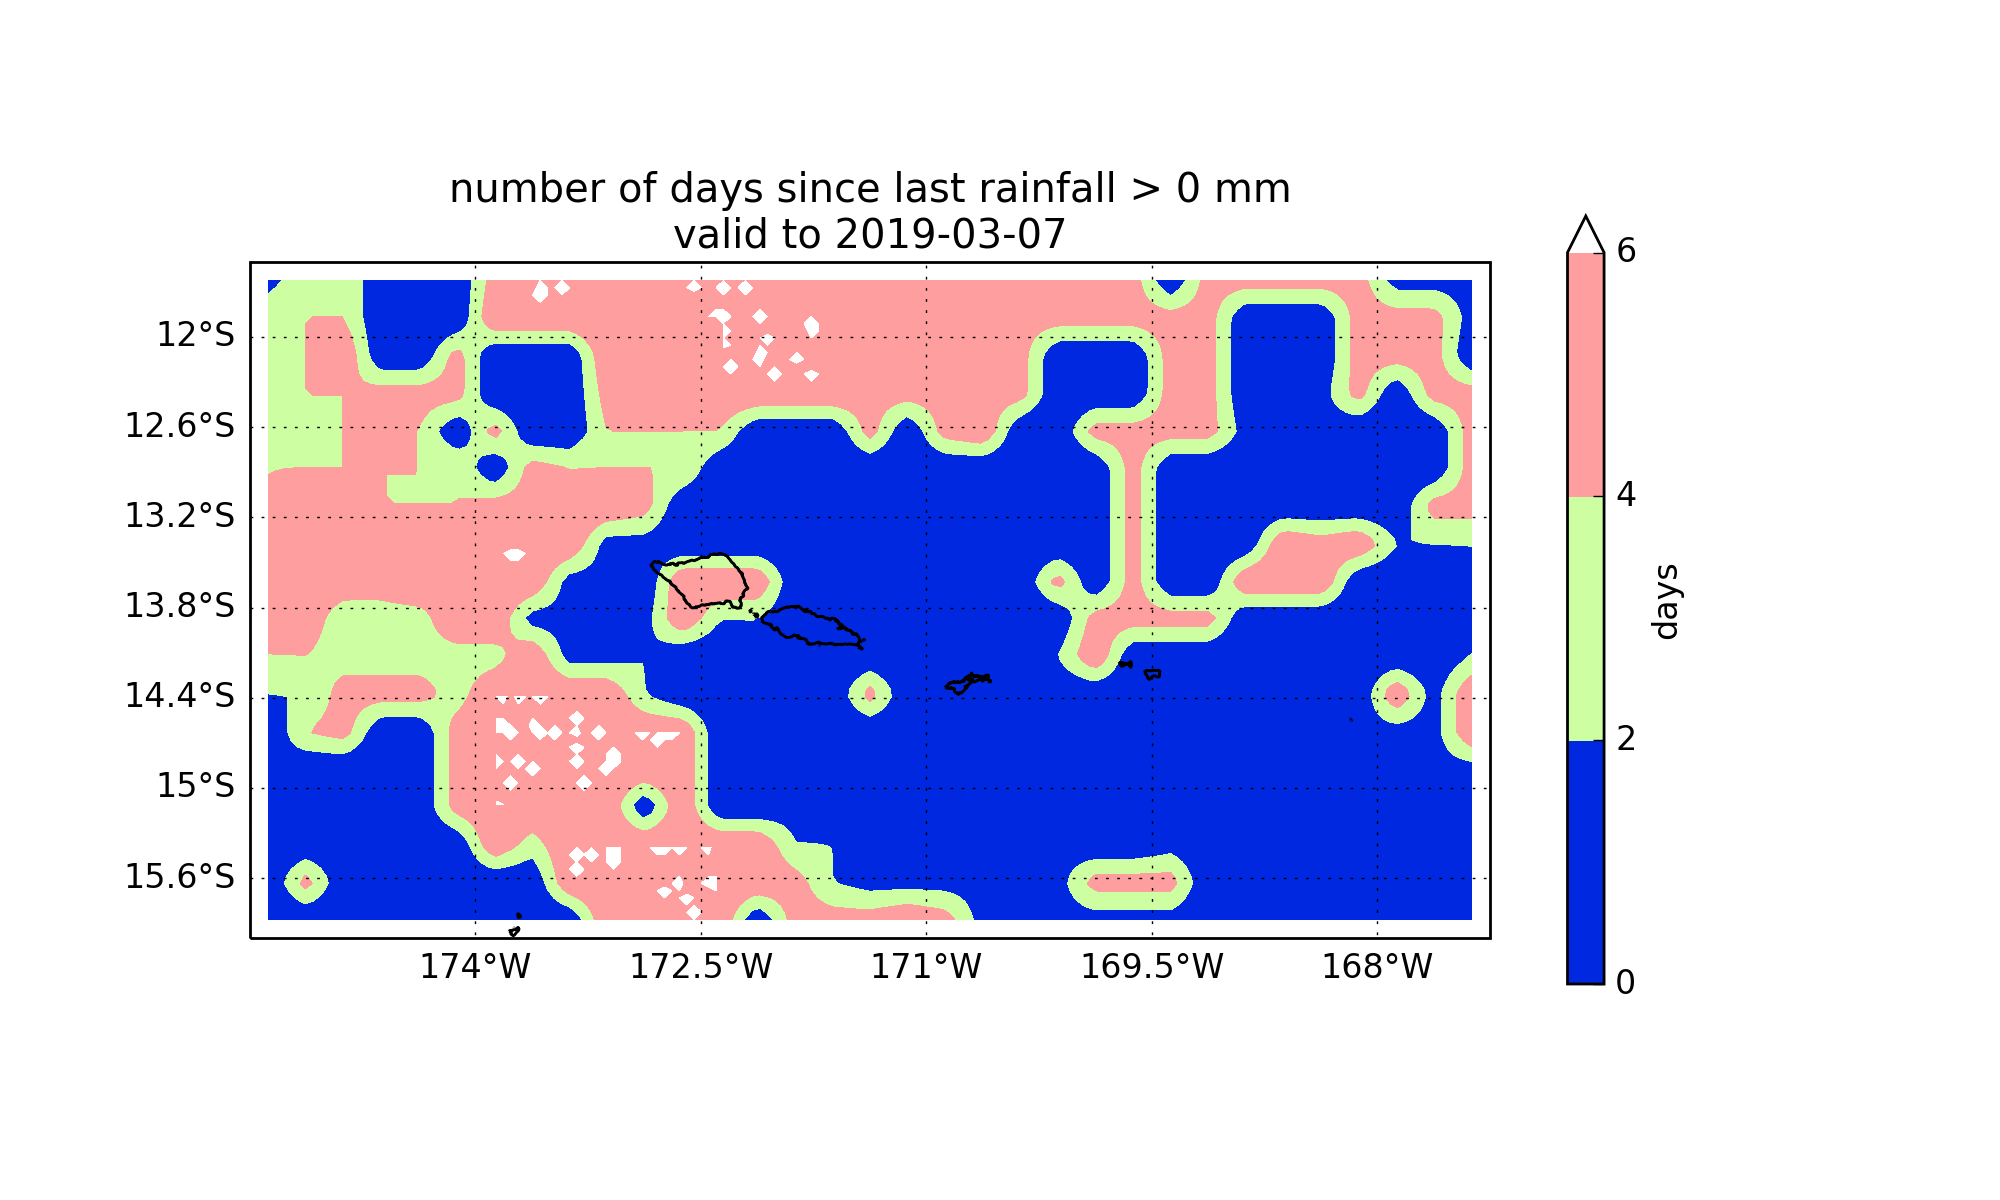 number of days since last rainfall > 0 mm
valid to 2019-03-07
12°S
12.6°S
13.2°S
13.8°S
14.4°S
15°S
15.6°S
174°W
172.5°W
171°W
169.5°W
168°W
6
4
2
0
days